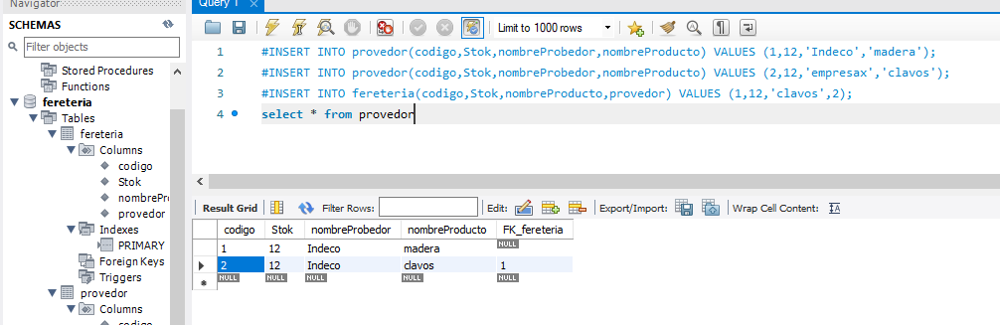 Navigator
Query 1
SCHEMAS
Filter objects
Stored Procedures
Functions
fereteria
Tables
fereteria
Columns
codigo
Stok
nombrePr
provedor
Indexes
PRIMARY
Foreign Keys
Triggers
provedor
Columns
codigo
Limit to 1000 rows
1 #INSERT INTO provedor(codigo,Stok,nombreProbedor,nombreProducto) VALUES (1,12,'Indeco','madera');
2 #INSERT INTO provedor(codigo,Stok,nombreProbedor,nombreProducto) VALUES (2,12,'empresax','clavos');
3 #INSERT INTO fereteria(codigo,Stok,nombreProducto,provedor) VALUES (1,12,'clavos',2);
4 select * from provedor
Result Grid Filter Rows: Edit: Export/Import: Wrap Cell Content:
codigo Stok nombreProbedor nombreProducto FK_fereteria
1 12 Indeco madera NULL
2 12 Indeco clavos 1
NULL NULL NULL NULL NULL